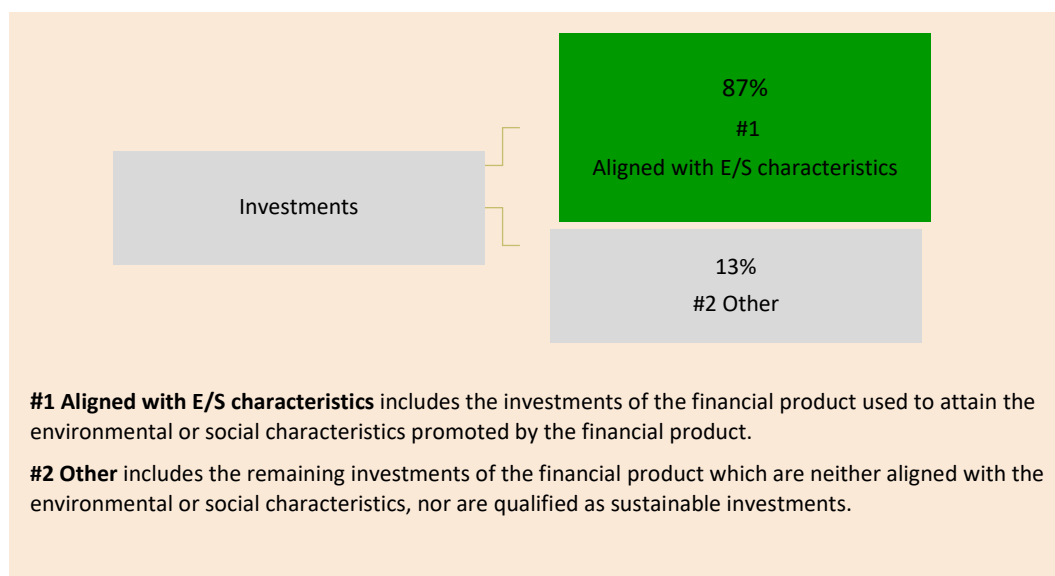 87%
#1
Aligned with E/S characteristics
Investments
13%
#2 Other
#1 Aligned with E/S characteristics includes the investments of the financial product used to attain the
environmental or social characteristics promoted by the financial product.
#2 Other includes the remaining investments of the financial product which are neither aligned with the
environmental or social characteristics, nor are qualified as sustainable investments.